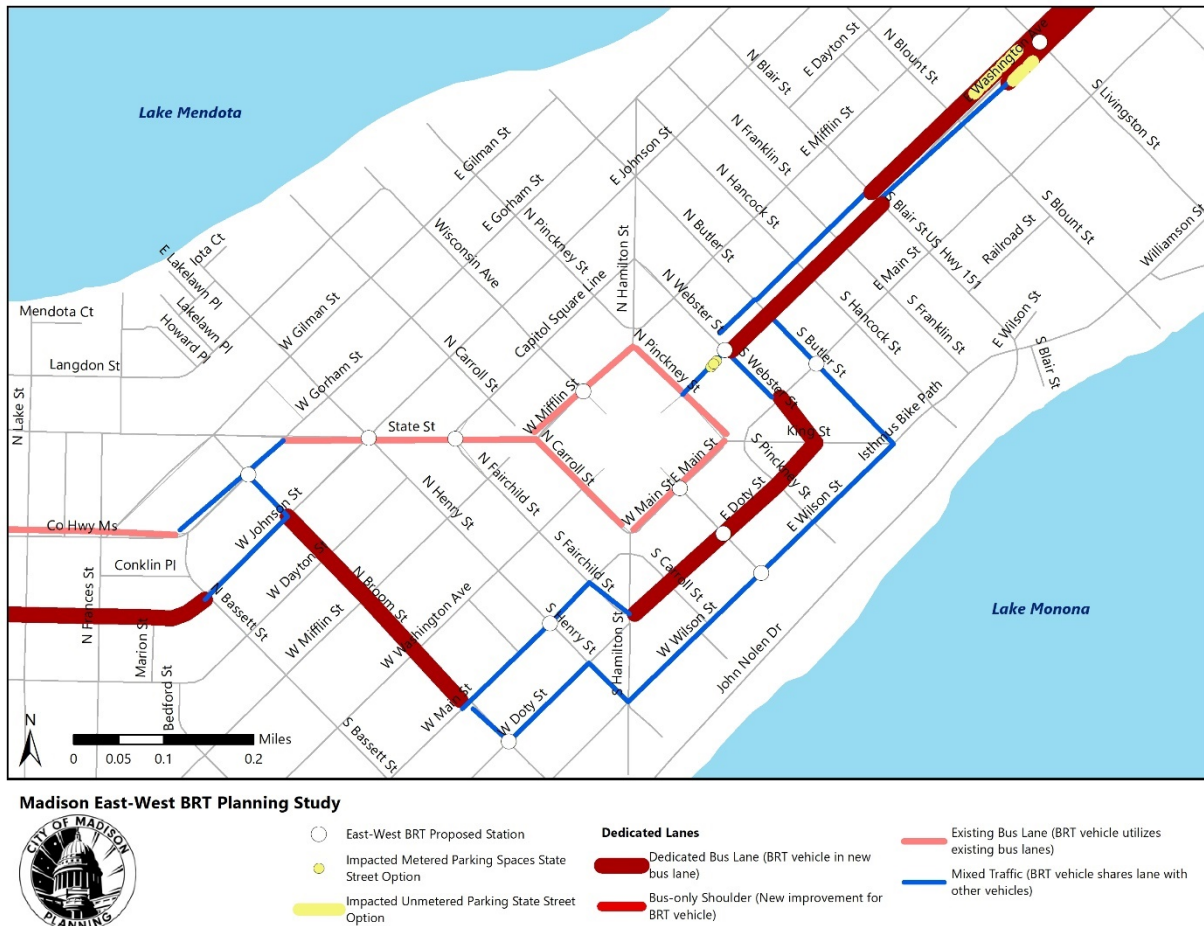 Lake Mendota
Lake Monona
N Blair St
E Dayton St
N Blount St
Washington Ave
S Livingston St
E Mifflin St
N Franklin St
E Johnson St
N Hancock St
N Butler St
E Gilman St
E Gorham St
N Pinckney St
Wisconsin Ave
Capitol Square Line
N Hamilton St
N Webster St
S Blair St US Hwy 151
S Blount St
Railroad St
Williamson St
E Main St
S Franklin St
E Wilson St
S Hancock St
S Blair St
Iota Ct
E Lakelawn Pl
Lakelawn Pl
Howard Pl
Mendota Ct
Langdon St
N Lake St
W Gilman St
W Gorham St
N Carroll St
W Mifflin St
N Pinckney St
S Webster St
S Butler St
Isthmus Bike Path
State St
N Carroll St
King St
S Pinckney St
W Main St
E Main St
E Doty St
E Wilson St
N Fairchild St
N Henry St
W Johnson St
Co Hwy Ms
Conklin Pl
W Dayton St
N Frances St
N Bassett St
Marion St
Bedford St
W Mifflin St
N Broom St
W Washington Ave
S Fairchild St
S Carroll St
S Henry St
S Hamilton St
W Wilson St
John Nolen Dr
W Main St
W Doty St
S Bassett St
N
Miles
0 0.05 0.1 0.2
Madison East-West BRT Planning Study
CITY OF MADISON
PLANNING
East-West BRT Proposed Station
Impacted Metered Parking Spaces State
Street Option
Impacted Unmetered Parking State Street
Option
Dedicated Lanes
Dedicated Bus Lane (BRT vehicle in new
bus lane)
Bus-only Shoulder (New improvement for
BRT vehicle)
Existing Bus Lane (BRT vehicle utilizes
existing bus lanes)
Mixed Traffic (BRT vehicle shares lane with
other vehicles)